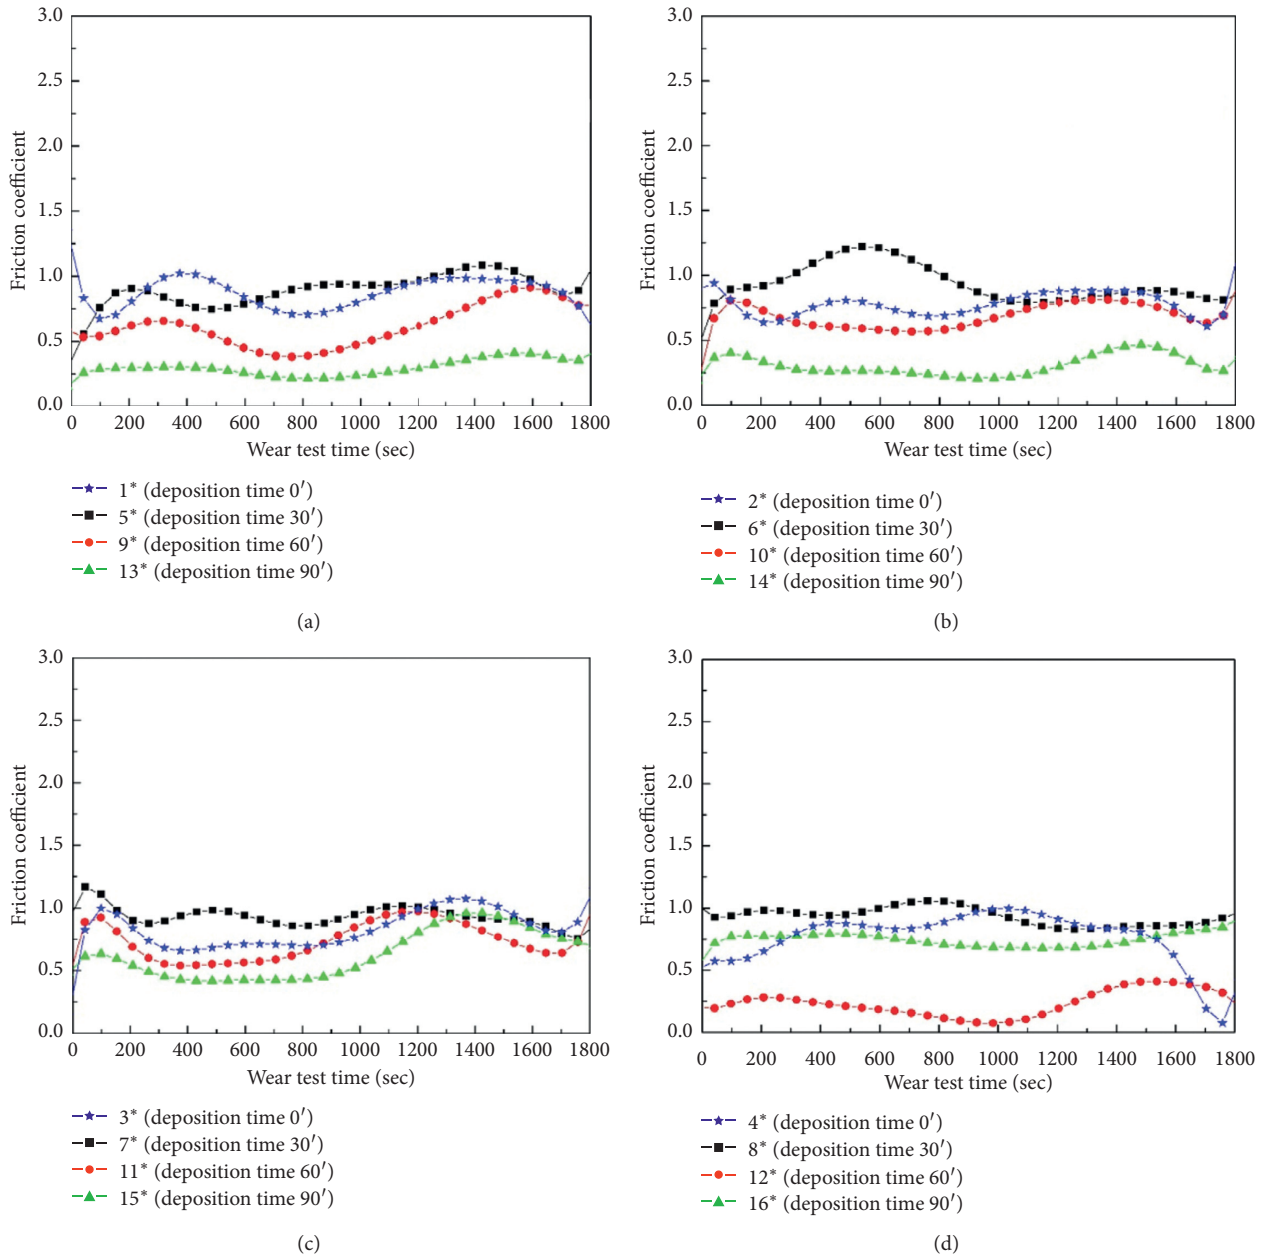 3.0
2.5
2.0
1.5
1.0
0.5
0.0
Friction coefficient
0 200 400 600 800 1000 1200 1400 1600 1800
Wear test time (sec)
1* (deposition time 0′)
5* (deposition time 30′)
9* (deposition time 60′)
13* (deposition time 90′)
(a)
3.0
2.5
2.0
1.5
1.0
0.5
0.0
Friction coefficient
0 200 400 600 800 1000 1200 1400 1600 1800
Wear test time (sec)
2* (deposition time 0′)
6* (deposition time 30′)
10* (deposition time 60′)
14* (deposition time 90′)
(b)
3.0
2.5
2.0
1.5
1.0
0.5
0.0
Friction coefficient
0 200 400 600 800 1000 1200 1400 1600 1800
Wear test time (sec)
3* (deposition time 0′)
7* (deposition time 30′)
11* (deposition time 60′)
15* (deposition time 90′)
(c)
3.0
2.5
2.0
1.5
1.0
0.5
0.0
Friction coefficient
0 200 400 600 800 1000 1200 1400 1600 1800
Wear test time (sec)
4* (deposition time 0′)
8* (deposition time 30′)
12* (deposition time 60′)
16* (deposition time 90′)
(d)